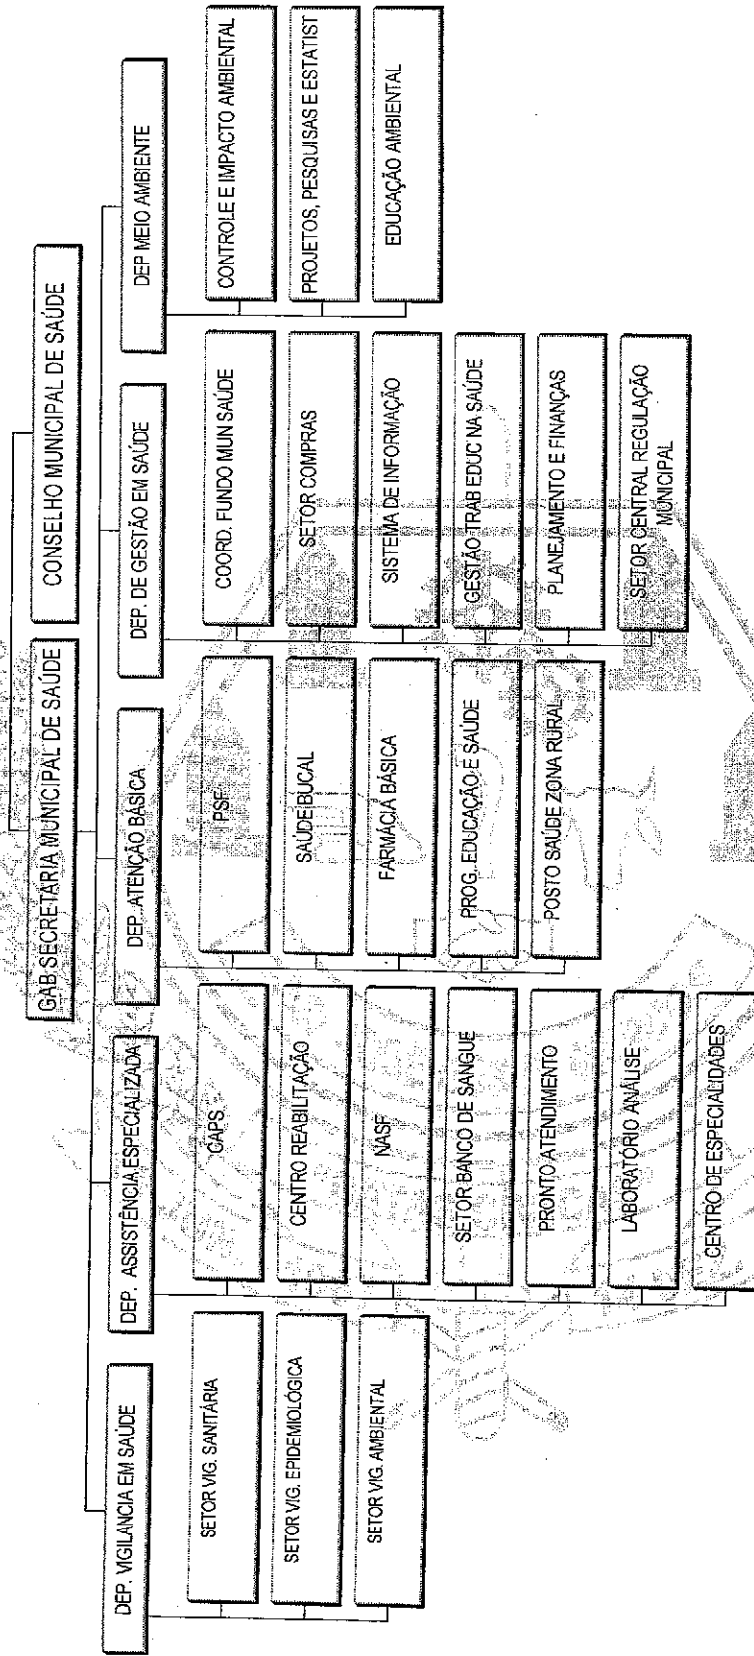 GAB.SECRETARIA MUNICIPAL DE SAÚDE
CONSELHO MUNICIPAL DE SAÚDE
DEP. VIGILANCIA EM SAÚDE
SETOR VIG. SANITÁRIA
SETOR VIG. EPIDEMIOLÓGICA
SETOR VIG. AMBIENTAL
DEP. ASSISTÊNCIA ESPECIALIZADA
CAPS
CENTRO REABILITAÇÃO
NASF
SETOR BANCO DE SANGUE
PRONTO ATENDIMENTO
LABORATÓRIO ANÁLISE
CENTRO DE ESPECIALIDADES
DEP. ATENÇÃO BÁSICA
PSF
SAÚDE BUCAL
FARMÁCIA BÁSICA
PROG. EDUCAÇÃO E SAÚDE
POSTO SAÚDE ZONA RURAL
DEP. DE GESTÃO EM SAÚDE
COORD. FUNDO MUN SAÚDE
SETOR COMPRAS
SISTEMA DE INFORMAÇÃO
GESTÃO TRAB EDUC NA SAÚDE
PLANEJAMENTO E FINANÇAS
SETOR CENTRAL REGULAÇÃO
MUNICIPAL
DEP MEIO AMBIENTE
CONTROLE E IMPACTO AMBIENTAL
PROJETOS, PESQUISAS E ESTATIST
EDUCAÇÃO AMBIENTAL